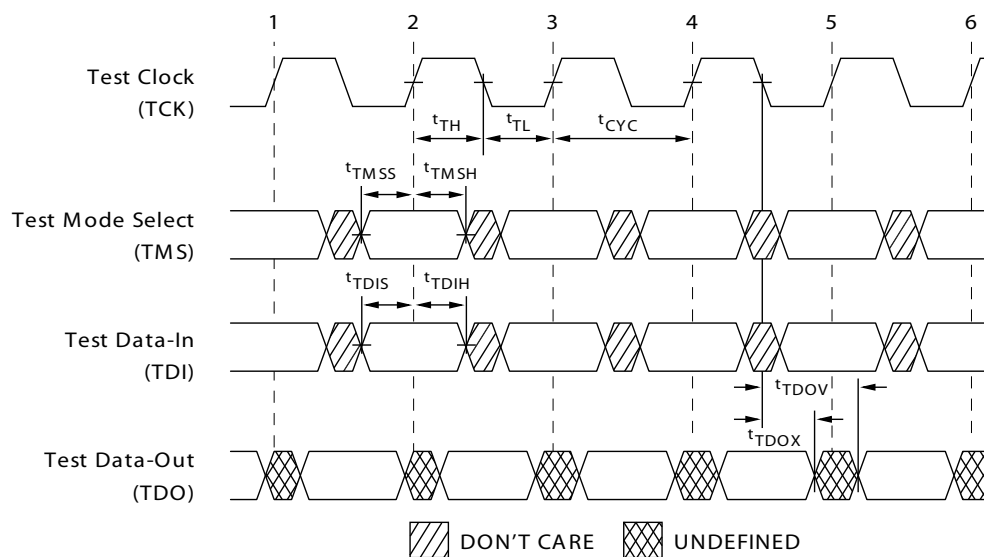 1 2 3 4 5 6
Test Clock
(TCK)
tTH tTL tCYC
tTMSS tTMSH
Test Mode Select
(TMS)
tTDIS tTDIH
Test Data-In
(TDI)
tTDOV
tTDOX
Test Data-Out
(TDO)
DON'T CARE UNDEFINED